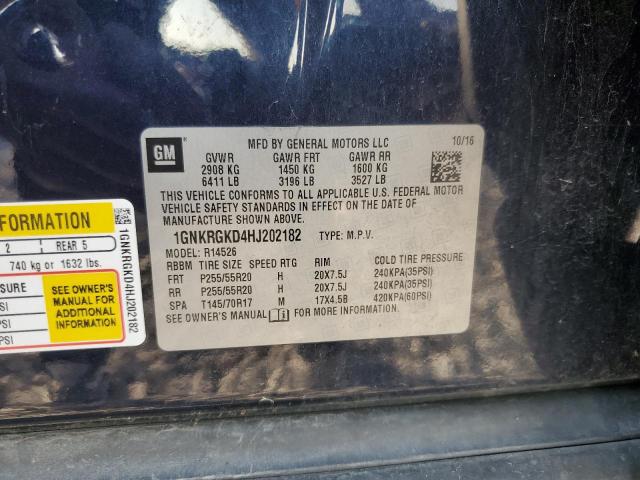 GM
MFD BY GENERAL MOTORS LLC 10/16
GVWR GAWR FRT GAWR RR
2908 KG 1450 KG 1600 KG
6411 LB 3196 LB 3527 LB
THIS VEHICLE CONFORMS TO ALL APPLICABLE U.S. FEDERAL MOTOR
VEHICLE SAFETY STANDARDS IN EFFECT ON THE DATE OF
MANUFACTURE SHOWN ABOVE.
1GNKRGKD4HJ202182 TYPE: M.P.V.
MODEL: R14526
RBBM TIRE SIZE SPEED RTG RIM COLD TIRE PRESSURE
FRT P255/55R20 H 20X7.5J 240KPA(35PSI)
RR P255/55R20 H 20X7.5J 240KPA(35PSI)
SPA T145/70R17 M 17X4.5B 420KPA(60PSI)
SEE OWNER'S MANUAL FOR MORE INFORMATION.
FORMATION
2 REAR 5
740 kg or 1632 lbs.
SURE
PSI
PSI
PSI
SEE OWNER'S
MANUAL FOR
ADDITIONAL
INFORMATION
1GNKRGKD4HJ202182